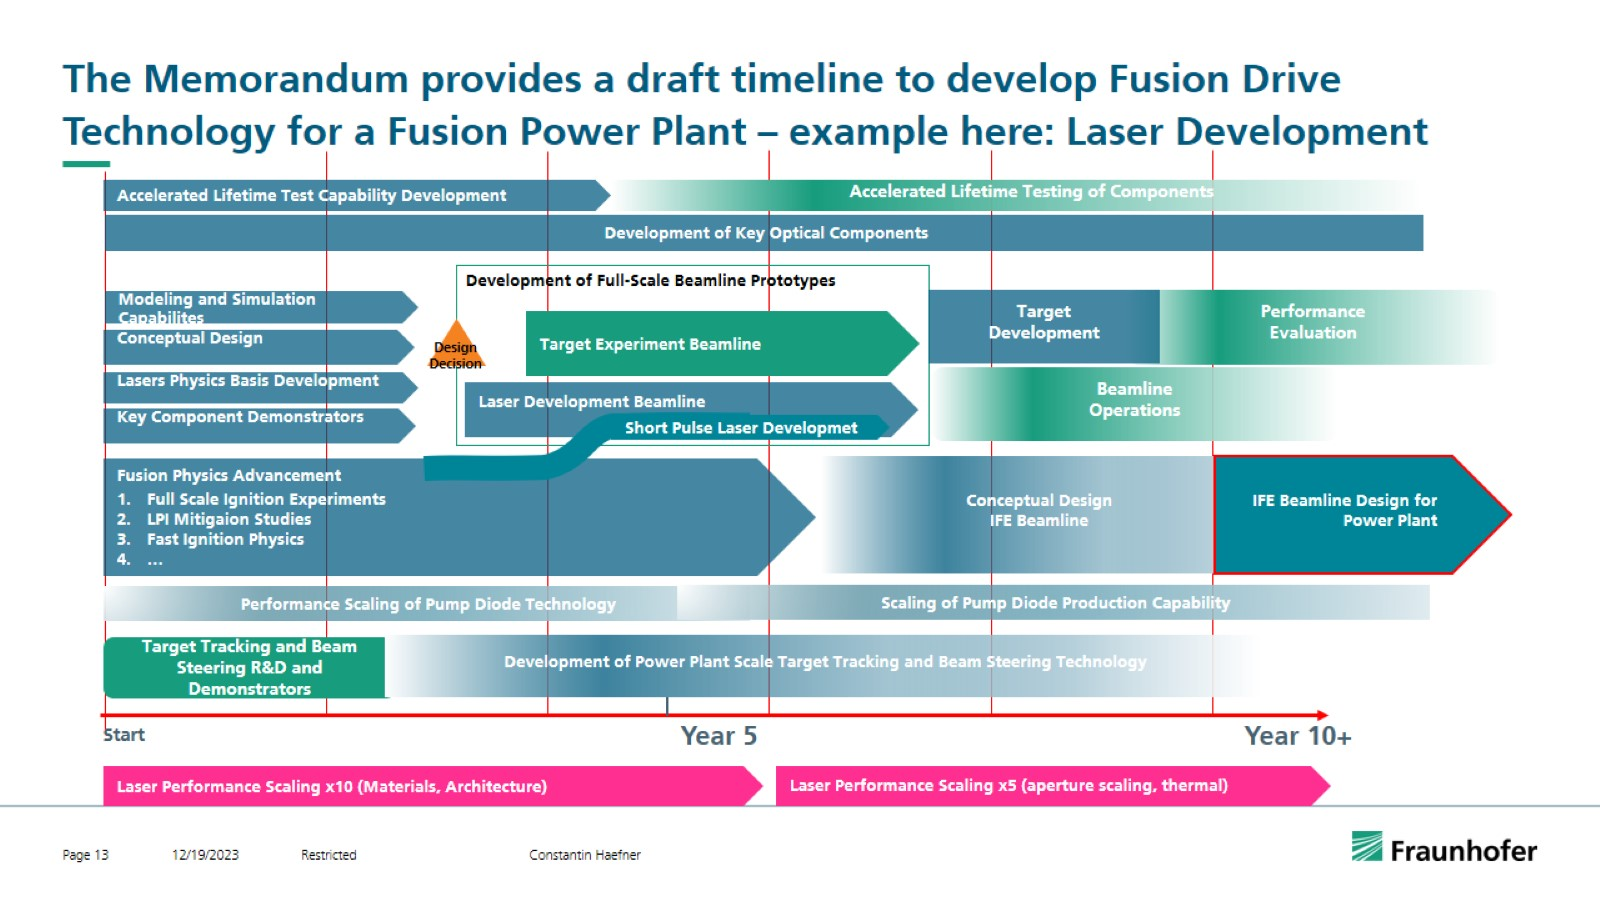 The Memorandum provides a draft timeline to develop Fusion Drive
Technology for a Fusion Power Plant – example here: Laser Development
Accelerated Lifetime Test Capability Development
Accelerated Lifetime Testing of Components
Development of Key Optical Components
Development of Full-Scale Beamline Prototypes
Modeling and Simulation
Capabilites
Conceptual Design
Lasers Physics Basis Development
Key Component Demonstrators
Design
Decision
Target Experiment Beamline
Laser Development Beamline
Short Pulse Laser Developmet
Target
Development
Performance
Evaluation
Beamline
Operations
Fusion Physics Advancement
1. Full Scale Ignition Experiments
2. LPI Mitigaion Studies
3. Fast Ignition Physics
4. ...
Conceptual Design
IFE Beamline
IFE Beamline Design for
Power Plant
Performance Scaling of Pump Diode Technology
Scaling of Pump Diode Production Capability
Target Tracking and Beam
Steering R&D and
Demonstrators
Development of Power Plant Scale Target Tracking and Beam Steering Technology
Start
Year 5
Year 10+
Laser Performance Scaling x10 (Materials, Architecture)
Laser Performance Scaling x5 (aperture scaling, thermal)
Page 13
12/19/2023
Restricted
Constantin Haefner
Fraunhofer